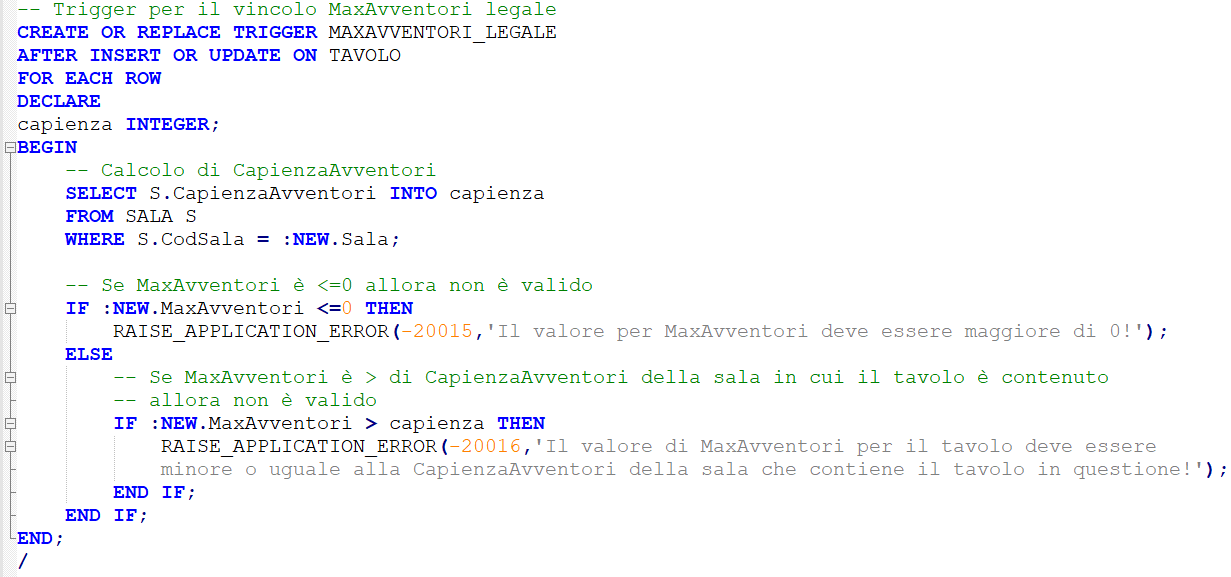 -- Trigger per il vincolo MaxAvventori legale
CREATE OR REPLACE TRIGGER MAXAVVENTORI_LEGALE
AFTER INSERT OR UPDATE ON TAVOLO
FOR EACH ROW
DECLARE
capienza INTEGER;
BEGIN
    -- Calcolo di CapienzaAvventori
    SELECT S.CapienzaAvventori INTO capienza
    FROM SALA S
    WHERE S.CodSala = :NEW.Sala;

    -- Se MaxAvventori è <=0 allora non è valido
    IF :NEW.MaxAvventori <=0 THEN
        RAISE_APPLICATION_ERROR(-20015,'Il valore per MaxAvventori deve essere maggiore di 0!');
    ELSE
        -- Se MaxAvventori è > di CapienzaAvventori della sala in cui il tavolo è contenuto
        -- allora non è valido
        IF :NEW.MaxAvventori > capienza THEN
            RAISE_APPLICATION_ERROR(-20016,'Il valore di MaxAvventori per il tavolo deve essere
            minore o uguale alla CapienzaAvventori della sala che contiene il tavolo in questione!');
        END IF;
    END IF;
END;
/